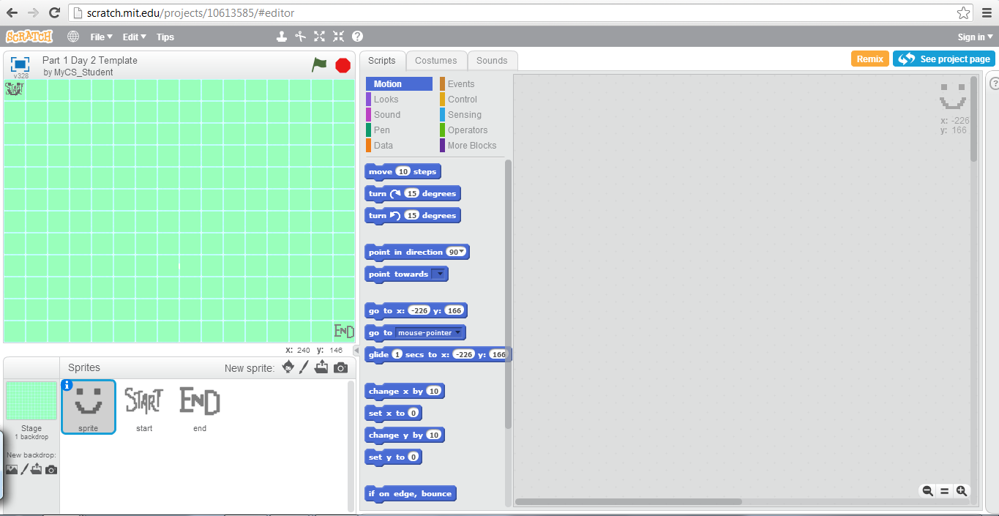 scratch.mit.edu/projects/10613585/#editor
SCRATCH File Edit Tips ? Sign in
v328
Part 1 Day 2 Template
by MyCS_Student
Scripts Costumes Sounds
Remix See project page
START
END
x: 240 y: 146
Motion Events
Looks Control
Sound Sensing
Pen Operators
Data More Blocks
move 10 steps
turn 15 degrees
turn 15 degrees
point in direction 90
point towards
go to x: -226 y: 166
go to mouse-pointer
glide 1 secs to x: -226 y: 166
change x by 10
set x to 0
change y by 10
set y to 0
if on edge, bounce
x: -226
y: 166
?
Sprites New sprite:
Stage
1 backdrop
New backdrop:
i
sprite
START
start
END
end